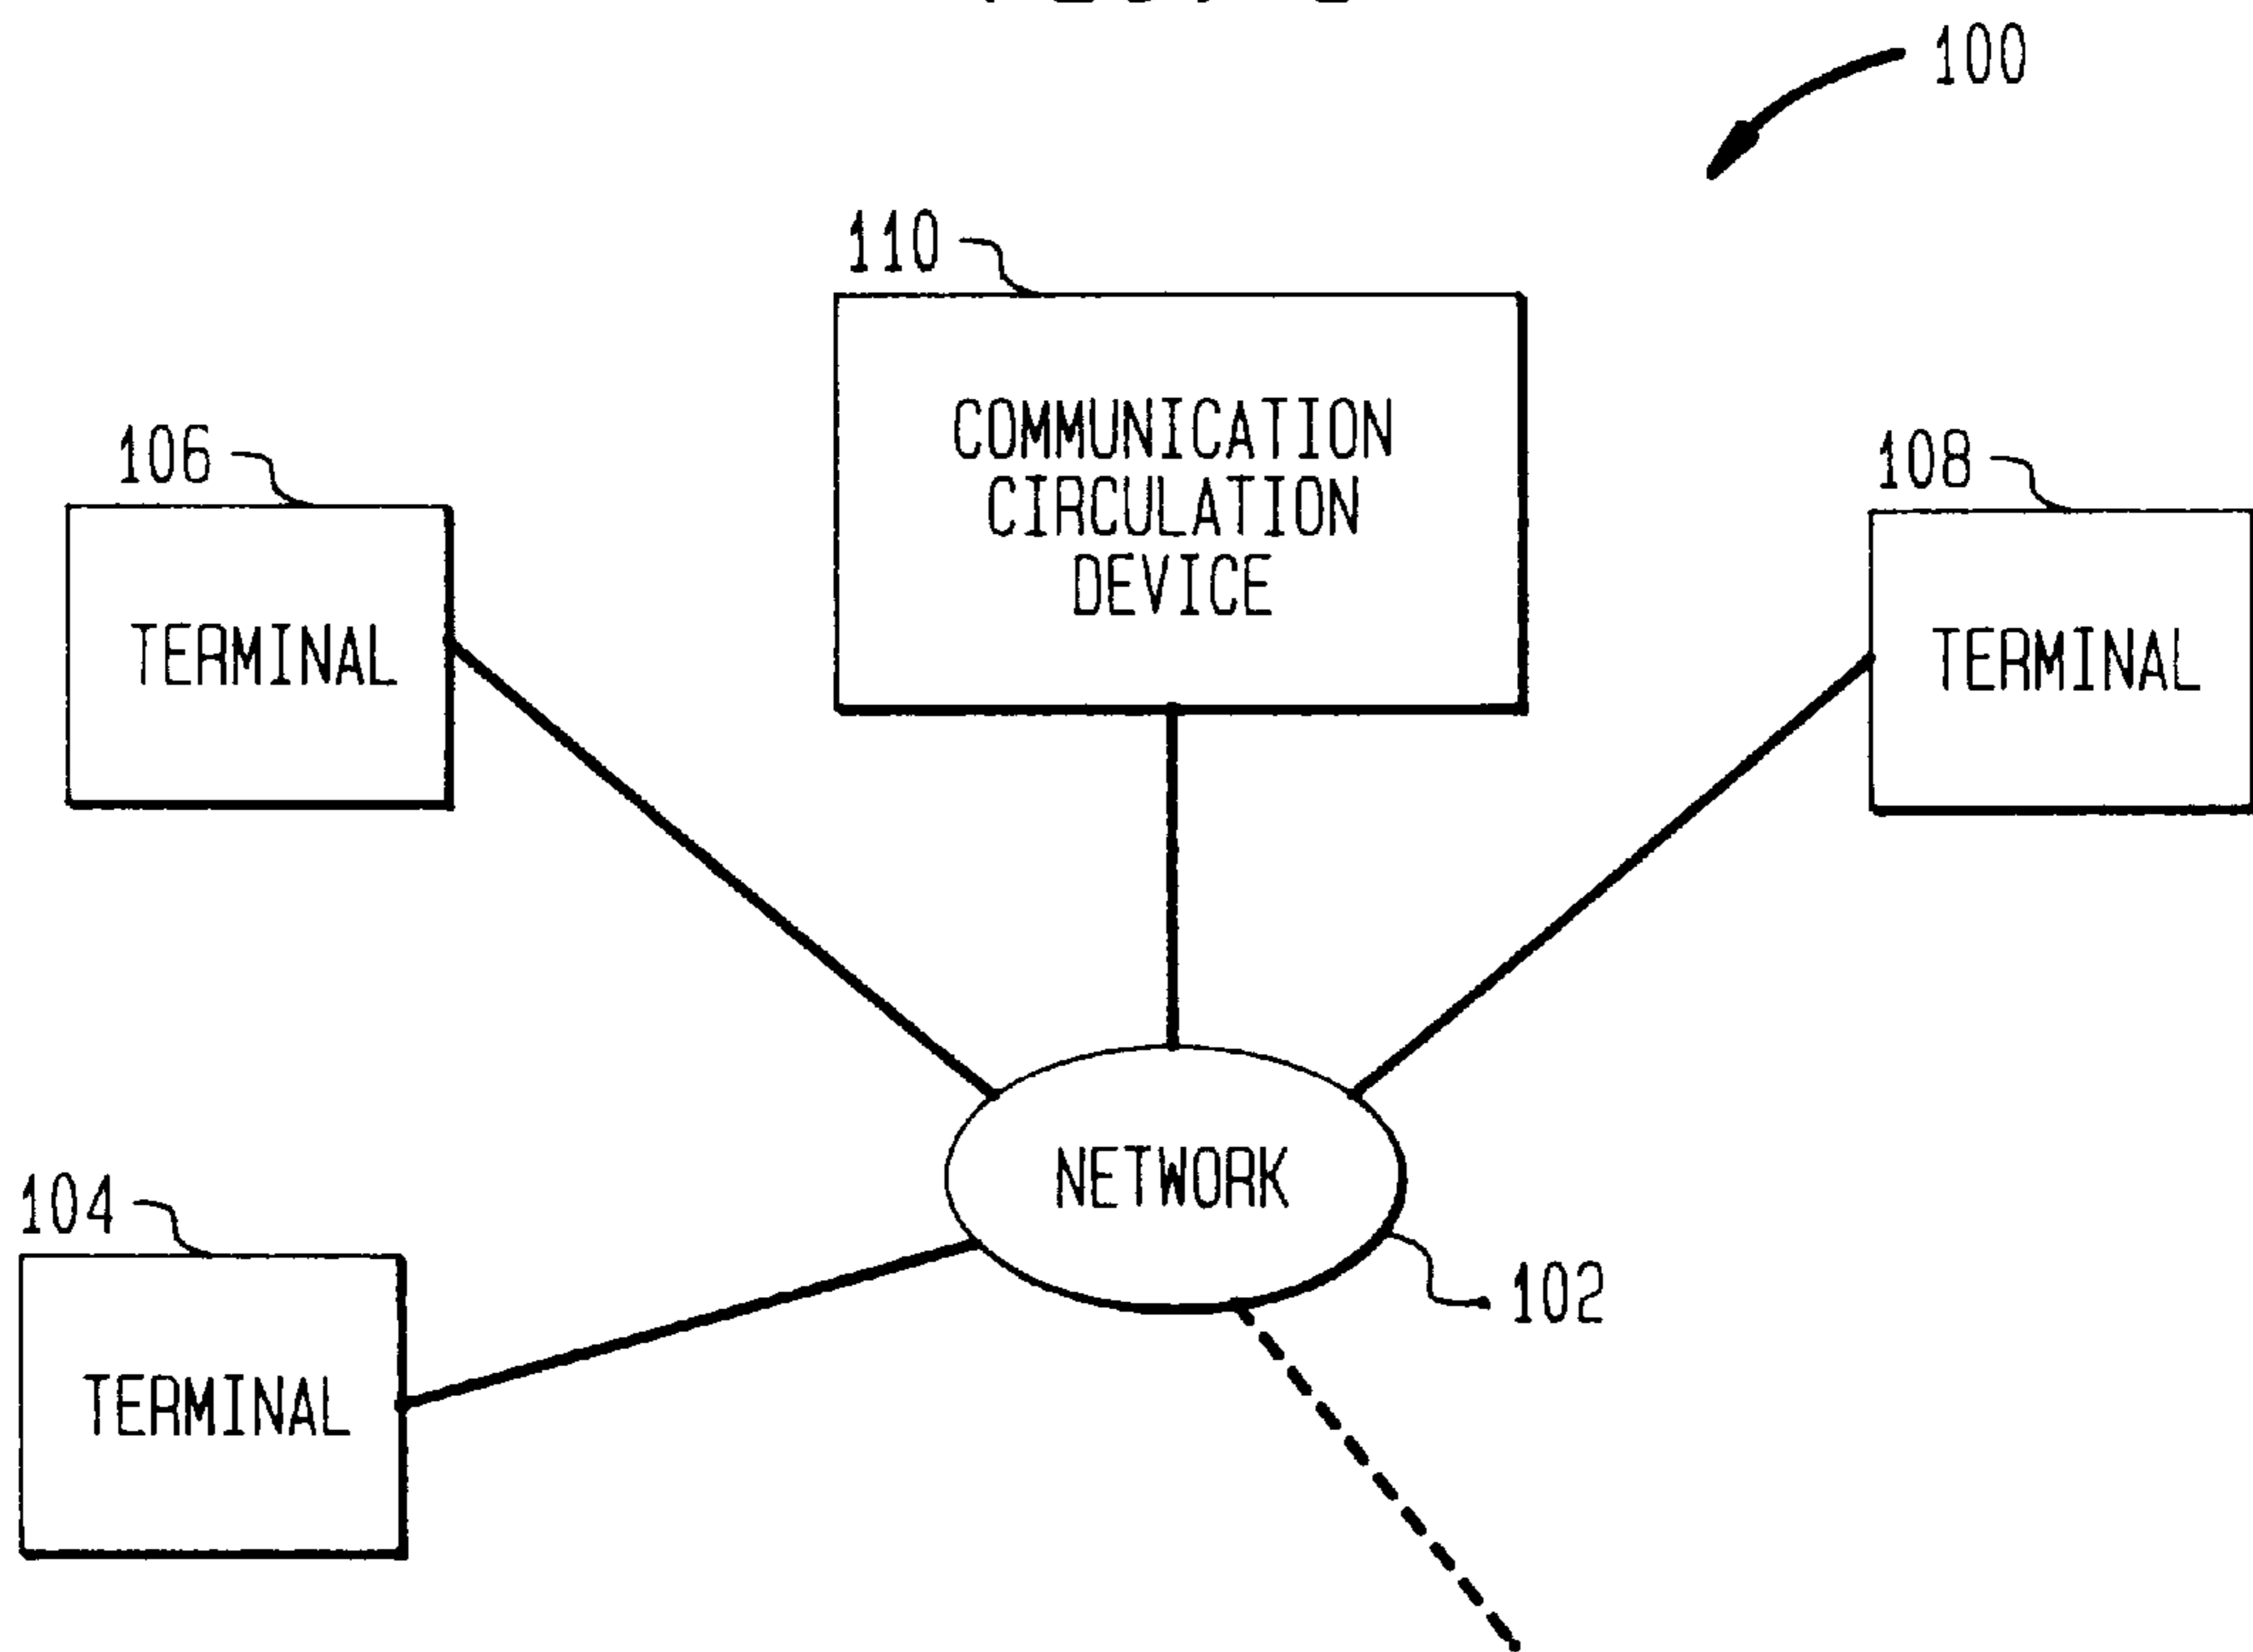 100
110
COMMUNICATION
CIRCULATION
DEVICE
106
TERMINAL
108
TERMINAL
NETWORK
102
104
TERMINAL